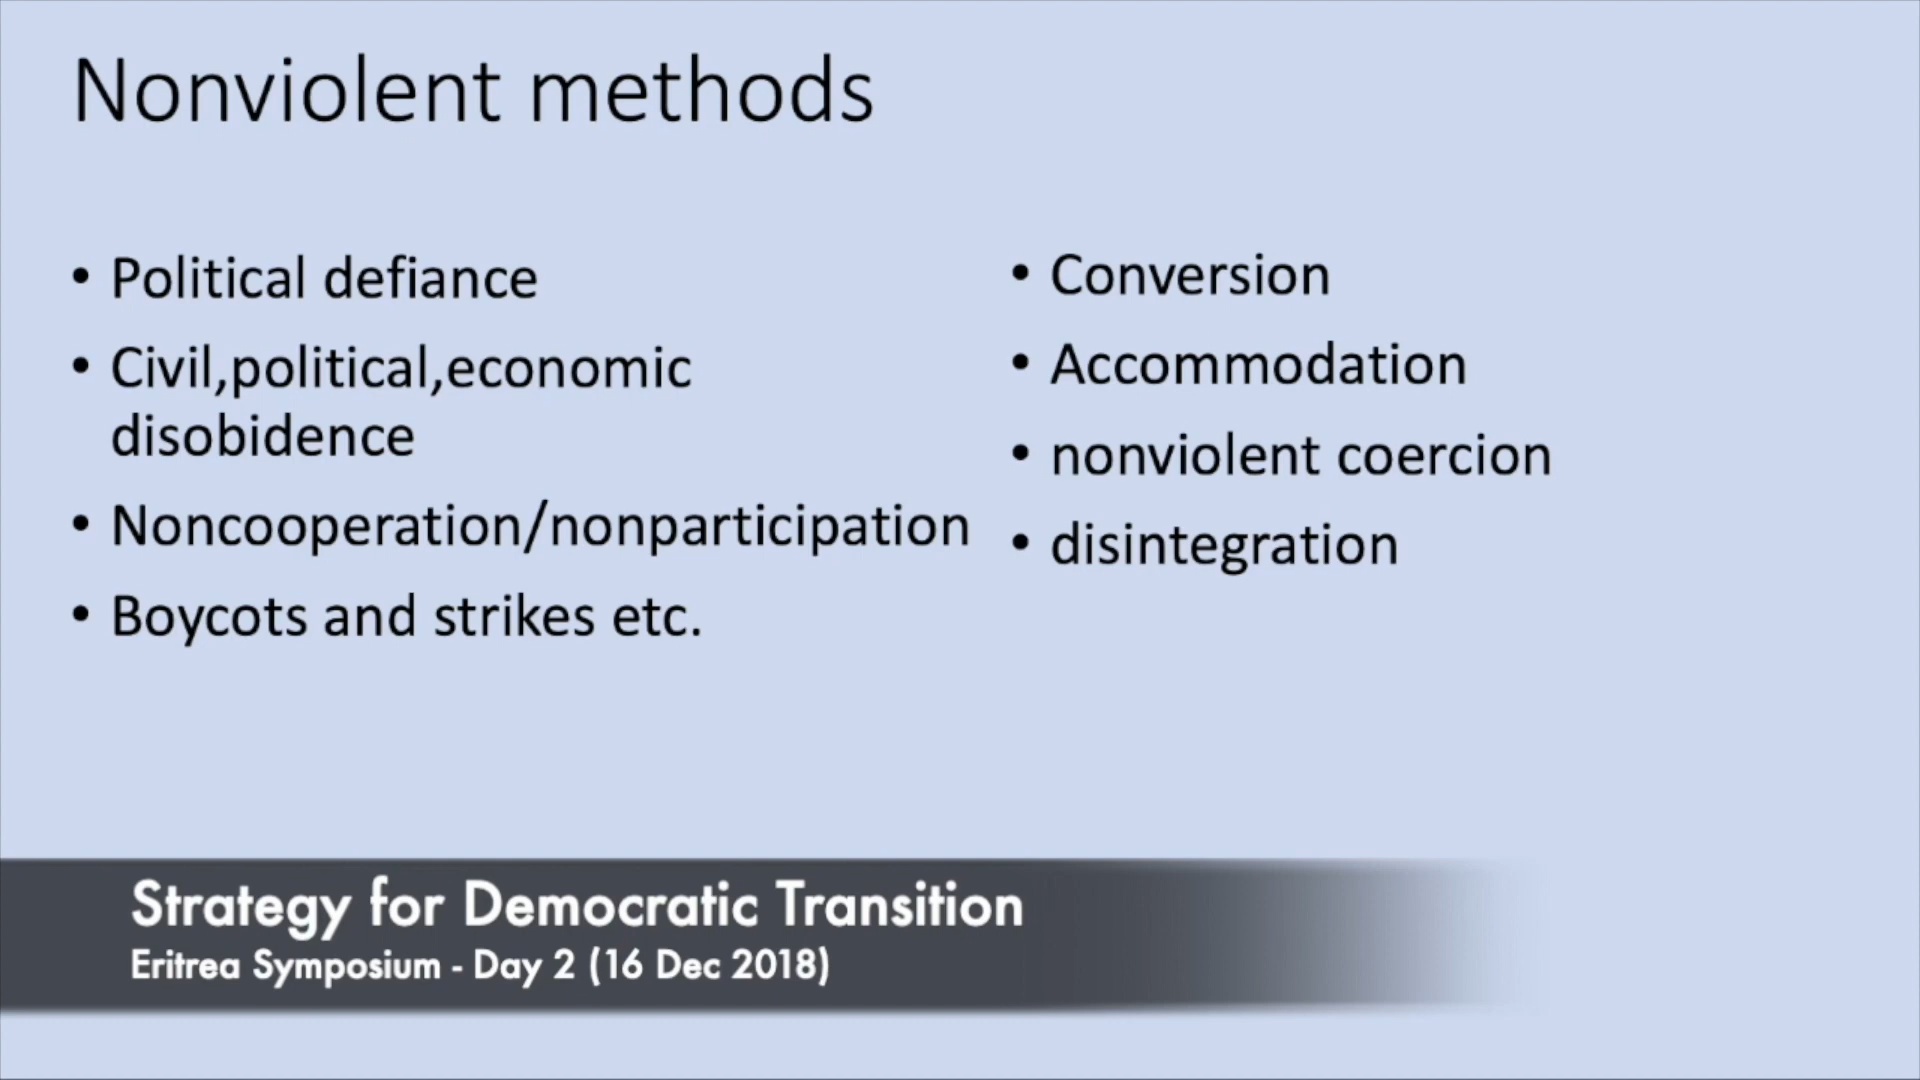 Nonviolent methods
• Political defiance
• Civil,political,economic
disobidence
• Noncooperation/nonparticipation
• Boycots and strikes etc.
• Conversion
• Accommodation
• nonviolent coercion
• disintegration
Strategy for Democratic Transition
Eritrea Symposium - Day 2 (16 Dec 2018)